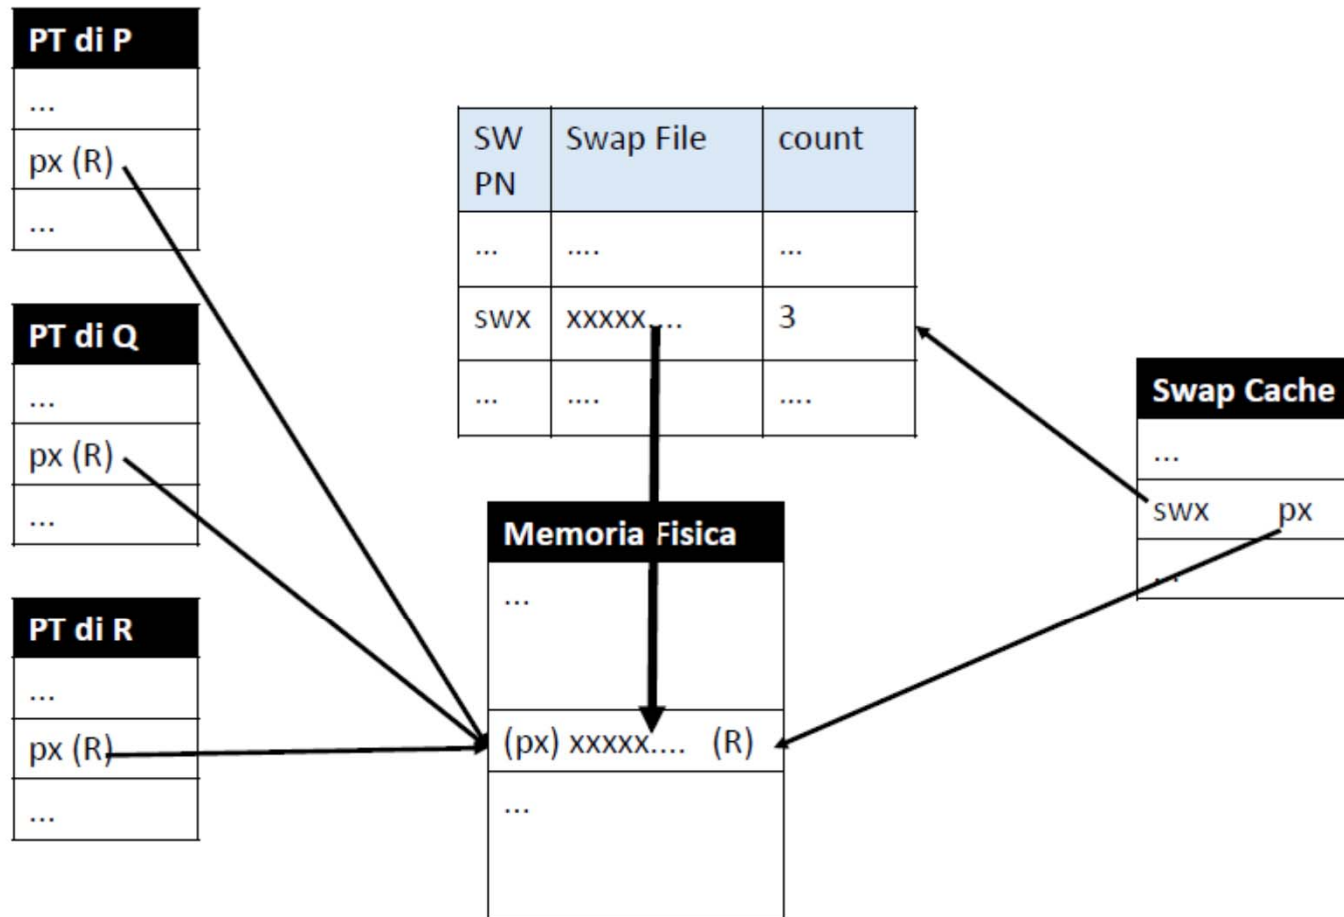 PT di P
...
px (R)
...
PT di Q
...
px (R)
...
PT di R
...
px (R)
...
SW PN Swap File count
... .... ...
swx xxxxx.... 3
... .... ....
Memoria Fisica
...
(px) xxxxx.... (R)
...
Swap Cache
...
swx px
...